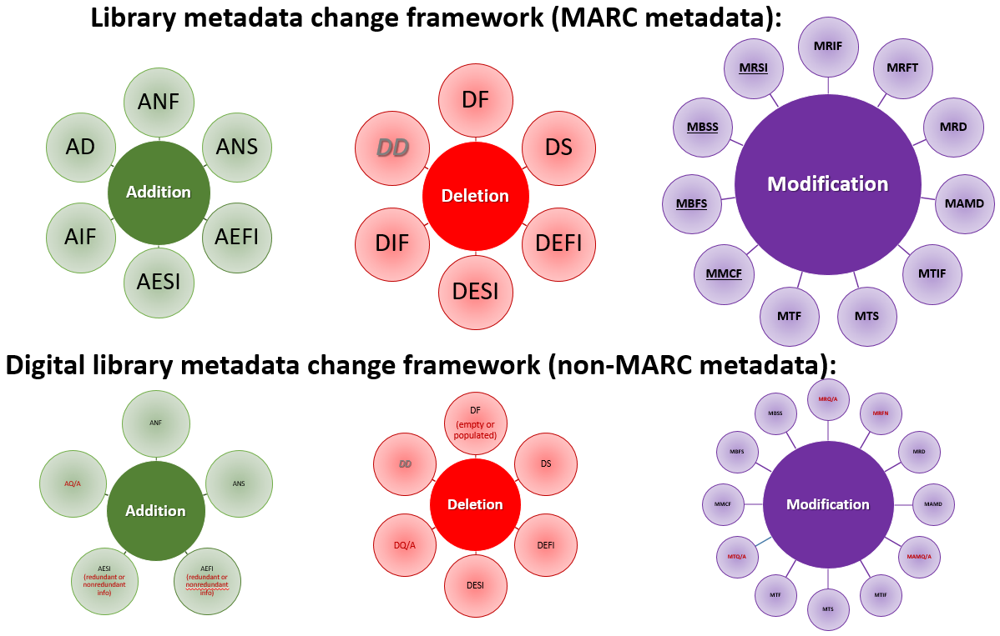 Library metadata change framework (MARC metadata):
ANF
ANS
AEFI
AESI
AIF
AD
Addition
DF
DS
DEFI
DESI
DIF
DD
Deletion
MRIF
MRFT
MRD
MAMD
MTIF
MTS
MTF
MMCF
MBFS
MBSS
MRSI
Modification
Digital library metadata change framework (non-MARC metadata):
ANF
ANS
AEFI
(redundant or
nonredundant
info)
AESI
(redundant or
nonredundant
info)
AQ/A
Addition
DF
(empty or
populated)
DS
DEFI
DESI
DQ/A
DD
Deletion
MRQ/A
MRFN
MRD
MAMD
MAMQ/A
MTIF
MTS
MTF
MTQ/A
MMCF
MBFS
MBSS
Modification